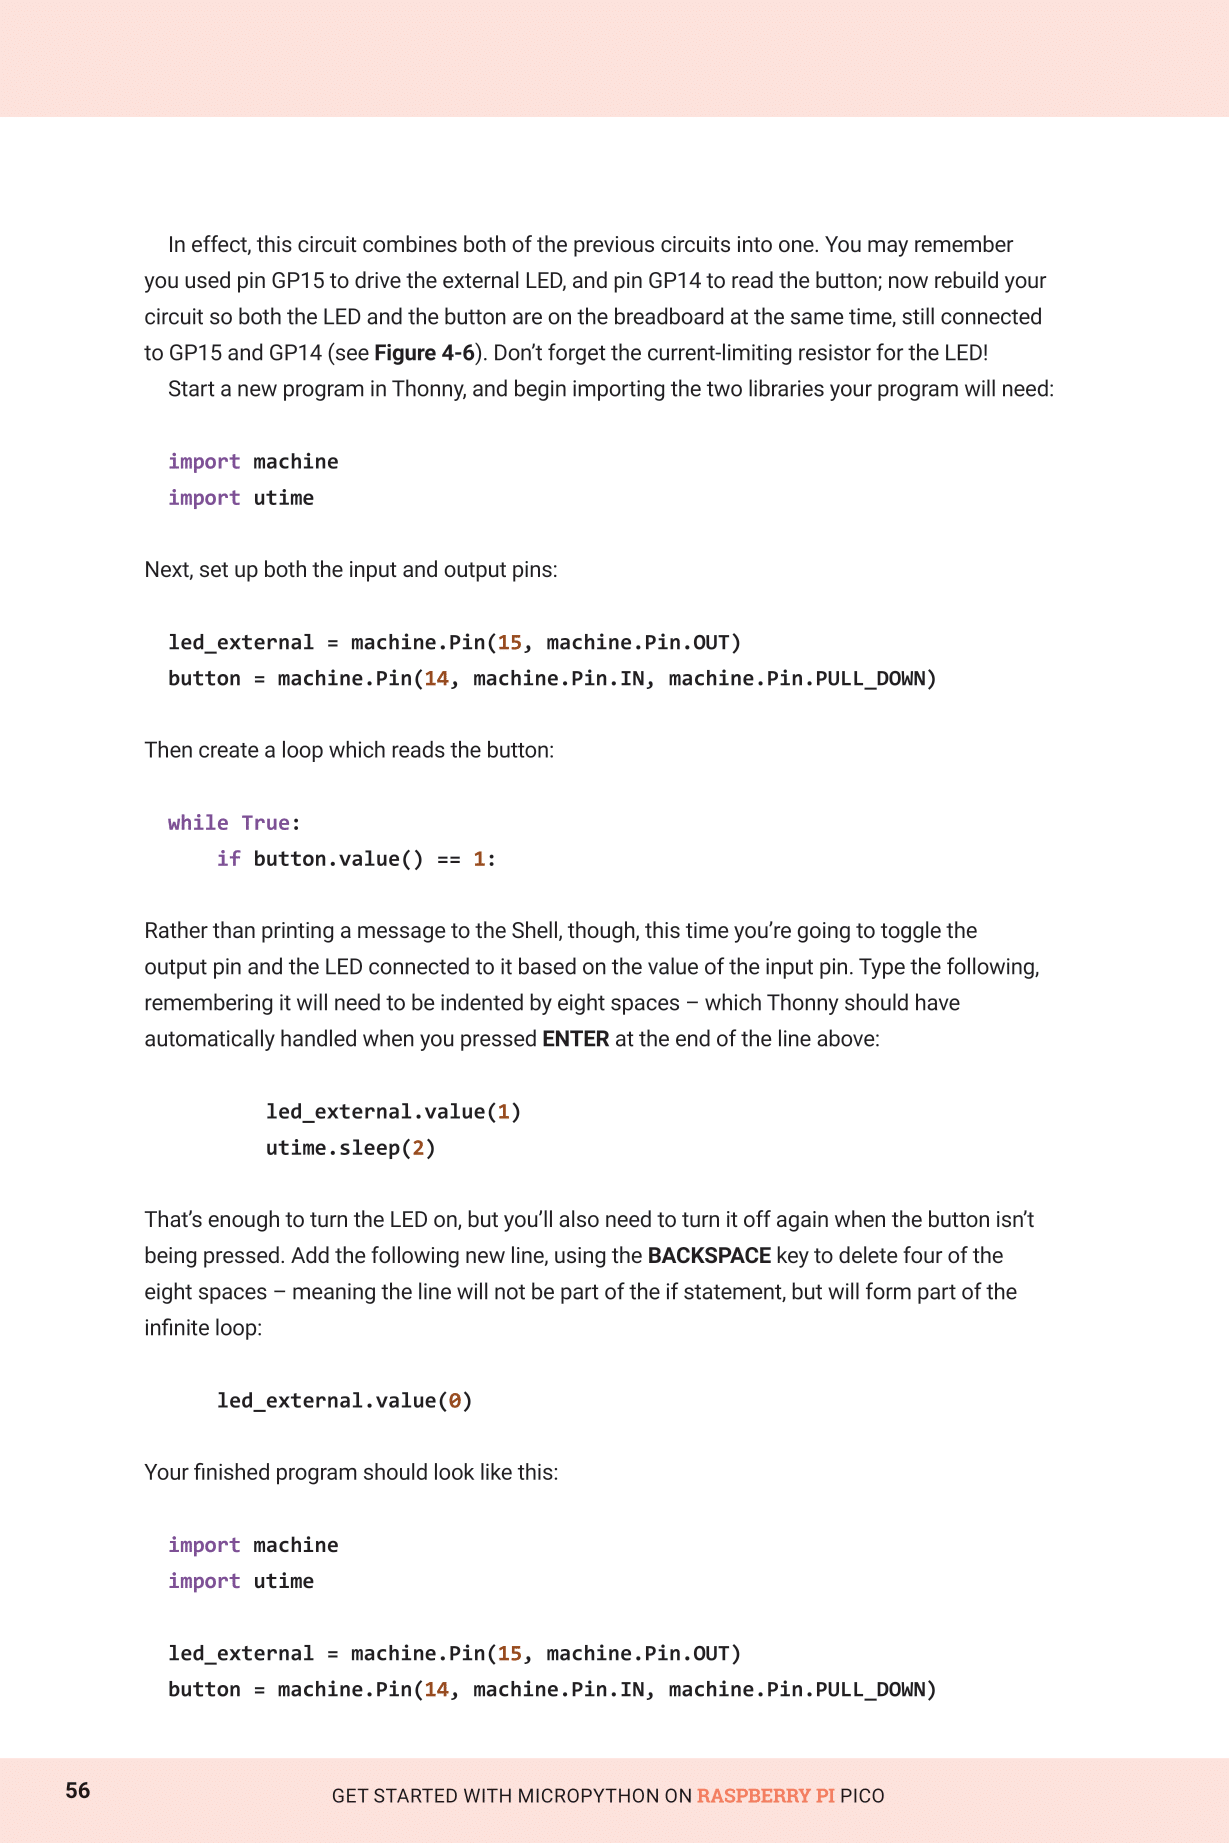 In effect, this circuit combines both of the previous circuits into one. You may remember
you used pin GP15 to drive the external LED, and pin GP14 to read the button; now rebuild your
circuit so both the LED and the button are on the breadboard at the same time, still connected
to GP15 and GP14 (see Figure 4-6). Don’t forget the current-limiting resistor for the LED!
Start a new program in Thonny, and begin importing the two libraries your program will need:
import machine
import utime
Next, set up both the input and output pins:
led_external = machine.Pin(15, machine.Pin.OUT)
button = machine.Pin(14, machine.Pin.IN, machine.Pin.PULL_DOWN)
Then create a loop which reads the button:
while True:
    if button.value() == 1:
Rather than printing a message to the Shell, though, this time you’re going to toggle the
output pin and the LED connected to it based on the value of the input pin. Type the following,
remembering it will need to be indented by eight spaces – which Thonny should have
automatically handled when you pressed ENTER at the end of the line above:
        led_external.value(1)
        utime.sleep(2)
That’s enough to turn the LED on, but you’ll also need to turn it off again when the button isn’t
being pressed. Add the following new line, using the BACKSPACE key to delete four of the
eight spaces – meaning the line will not be part of the if statement, but will form part of the
infinite loop:
    led_external.value(0)
Your finished program should look like this:
import machine
import utime
led_external = machine.Pin(15, machine.Pin.OUT)
button = machine.Pin(14, machine.Pin.IN, machine.Pin.PULL_DOWN)
56
GET STARTED WITH MICROPYTHON ON RASPBERRY PI PICO